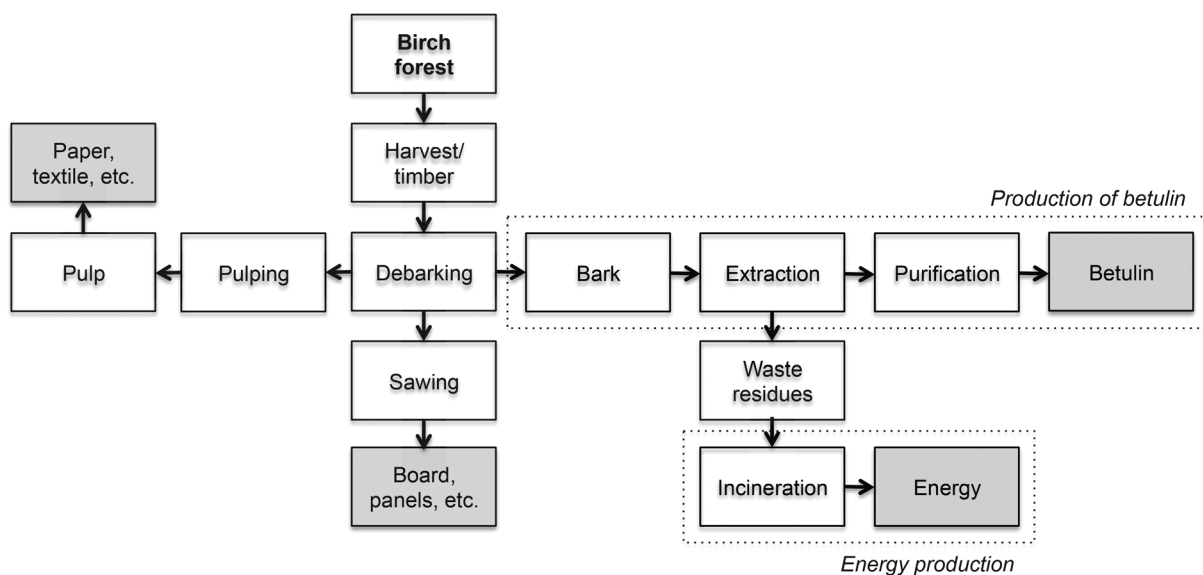 Birch
forest
Harvest/
timber
Paper,
textile, etc.
Production of betulin
Pulp
Pulping
Debarking
Bark
Extraction
Purification
Betulin
Sawing
Waste
residues
Board,
panels, etc.
Incineration
Energy
Energy production